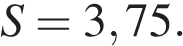 S = 3, 75.